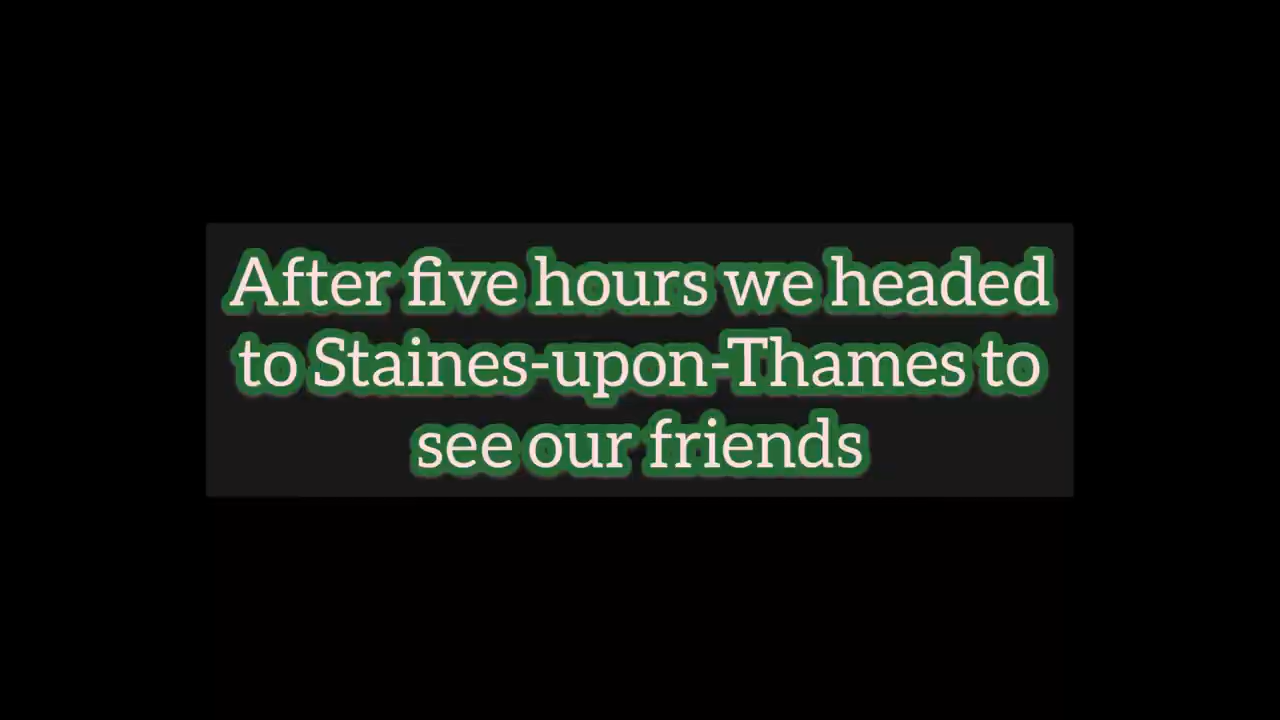 After five hours we headed
to Staines-upon-Thames to
see our friends